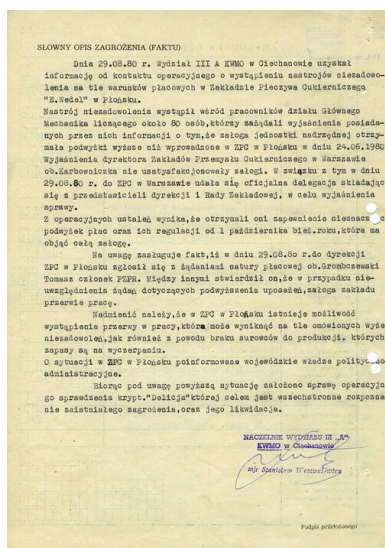 SŁOWNY OPIS ZAGROŻENIA (FAKTU)
Dnia 29.08.80 r. Wydział III A KWMO w Ciechanowie uzyskał
informację od kontaktu operacyjnego o wystąpieniu nastrojów niezadowo-
lenia na tle warunków płacowych w Zakładzie Pieczywa Cukierniczego
"E.Wedel" w Płońsku.
Nastrój niezadowolenia wystąpił wśród pracowników działu Głównego
Mechanika liczącego około 80 osób,którzy zażądali wyjaśnienia posiada-
nych przez nich informacji o tym,że załoga jednostki nadrzędnej otrzy-
mała podwyżki wyższe niż wprowadzone w ZPC w Płońsku w dniu 24.06.1980
Wyjaśnienia dyrektora Zakładów Przemysłu Cukierniczego w Warszawie
ob.Karbowniczka nie usatysfakcjonowały załogi. W związku z tym w dniu
29.08.80 r. do ZPC w Warszawie udała się oficjalna delegacja składając
się z przedstawicieli dyrekcji i Rady Zakładowej, w celu wyjaśnienia
sprawy.
Z operacyjnych ustaleń wynika,że otrzymali oni zapewnienie nieznaczn
podwyżek płac oraz ich regulacji od 1 października bież.roku,które ma
objąć całą załogę.
Na uwagę zasługuje fakt,iż w dniu 29.08.80 r.do dyrekcji
ZPC w Płońsku zgłosił się z żądaniami natury płacowej ob.Grombczewski
Tomasz członek PZPR. Między innymi stwierdził on,że w przypadku nie-
uwzględnienia żądań dotyczących podwyższenia uposażeń,załoga zakładu
przerwie pracę.
Nadmienić należy,że w ZPC w Płońsku istnieje możliwość
wystąpienia przerwy w pracy,która może wyniknąć na tle omówionych wyże
niezadowoleń,jak również z powodu braku surowców do produkcji, których
zapasy są na wyczerpaniu.
O sytuacji w ZPC w Płońsku poinformowane wojewódzkie władze polityczno
administracyjne.
Biorąc pod uwagę powyższą sytuację założono sprawę operacyjn
go sprawdzenia krypt."Delicja"której celem jest wszechstronne rozpozna
nie zaistniałego zagrożenia,oraz jego likwidacja.
NACZELNIK WYDZIAŁU III „A"
KWMO w Ciechanowie
mjr Stanisław
Podpis przełożonego